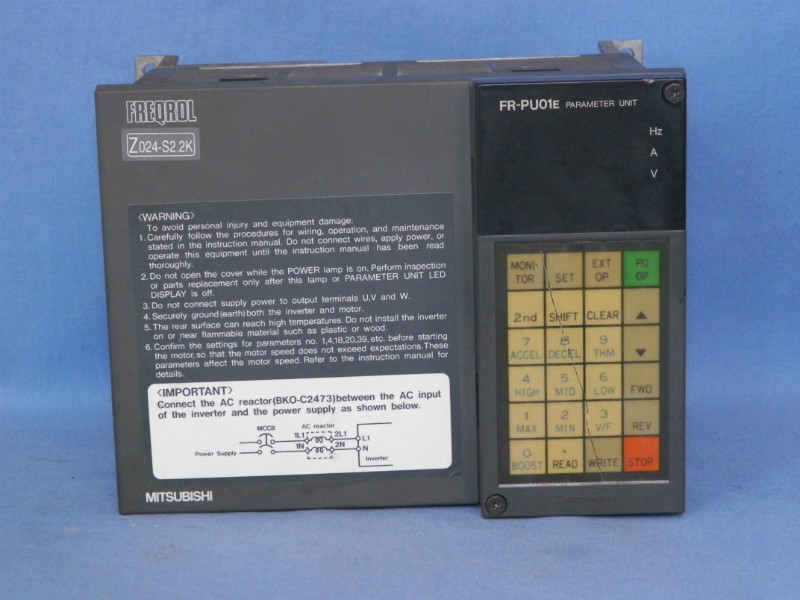 FREQROL
Z024-S2.2K
〈WARNING〉
To avoid personal injury and equipment damage:
1. Carefully follow the procedures for wiring, operation, and maintenance
stated in the instruction manual. Do not connect wires, apply power, or
operate this equipment until the instruction manual has been read
thoroughly.
2. Do not open the cover while the POWER lamp is on. Perform inspection
or parts replacement only after this lamp or PARAMETER UNIT LED
DISPLAY is off.
3. Do not connect supply power to output terminals U,V and W.
4. Securely ground(earth)both the inverter and motor.
5. The rear surface can reach high temperatures. Do not install the inverter
on or near flammable material such as plastic or wood.
6. Confirm the settings for parameters no. 1,4,18,20,39, etc. before starting
the motor, so that the motor speed does not exceed expectations. These
parameters affect the motor speed. Refer to the instruction manual for
details.
〈IMPORTANT〉
Connect the AC reactor(BKO-C2473)between the AC input
of the inverter and the power supply as shown below.
MCCB
AC reactor
1L1 2L1 L1
1N 2N N
Power Supply
Inverter
MITSUBISHI
FR-PU01E PARAMETER UNIT
Hz
A
V
MONI-
TOR
SET
EXT
OP
PU
OP
2nd SHIFT CLEAR ▲
7 8 9 ▼
ACCEL DECEL THM
4 5 6 FWD
HIGH MID LOW
1 2 3 REV
MAX MIN V/F
0 . WRITE STOP
BOOST READ